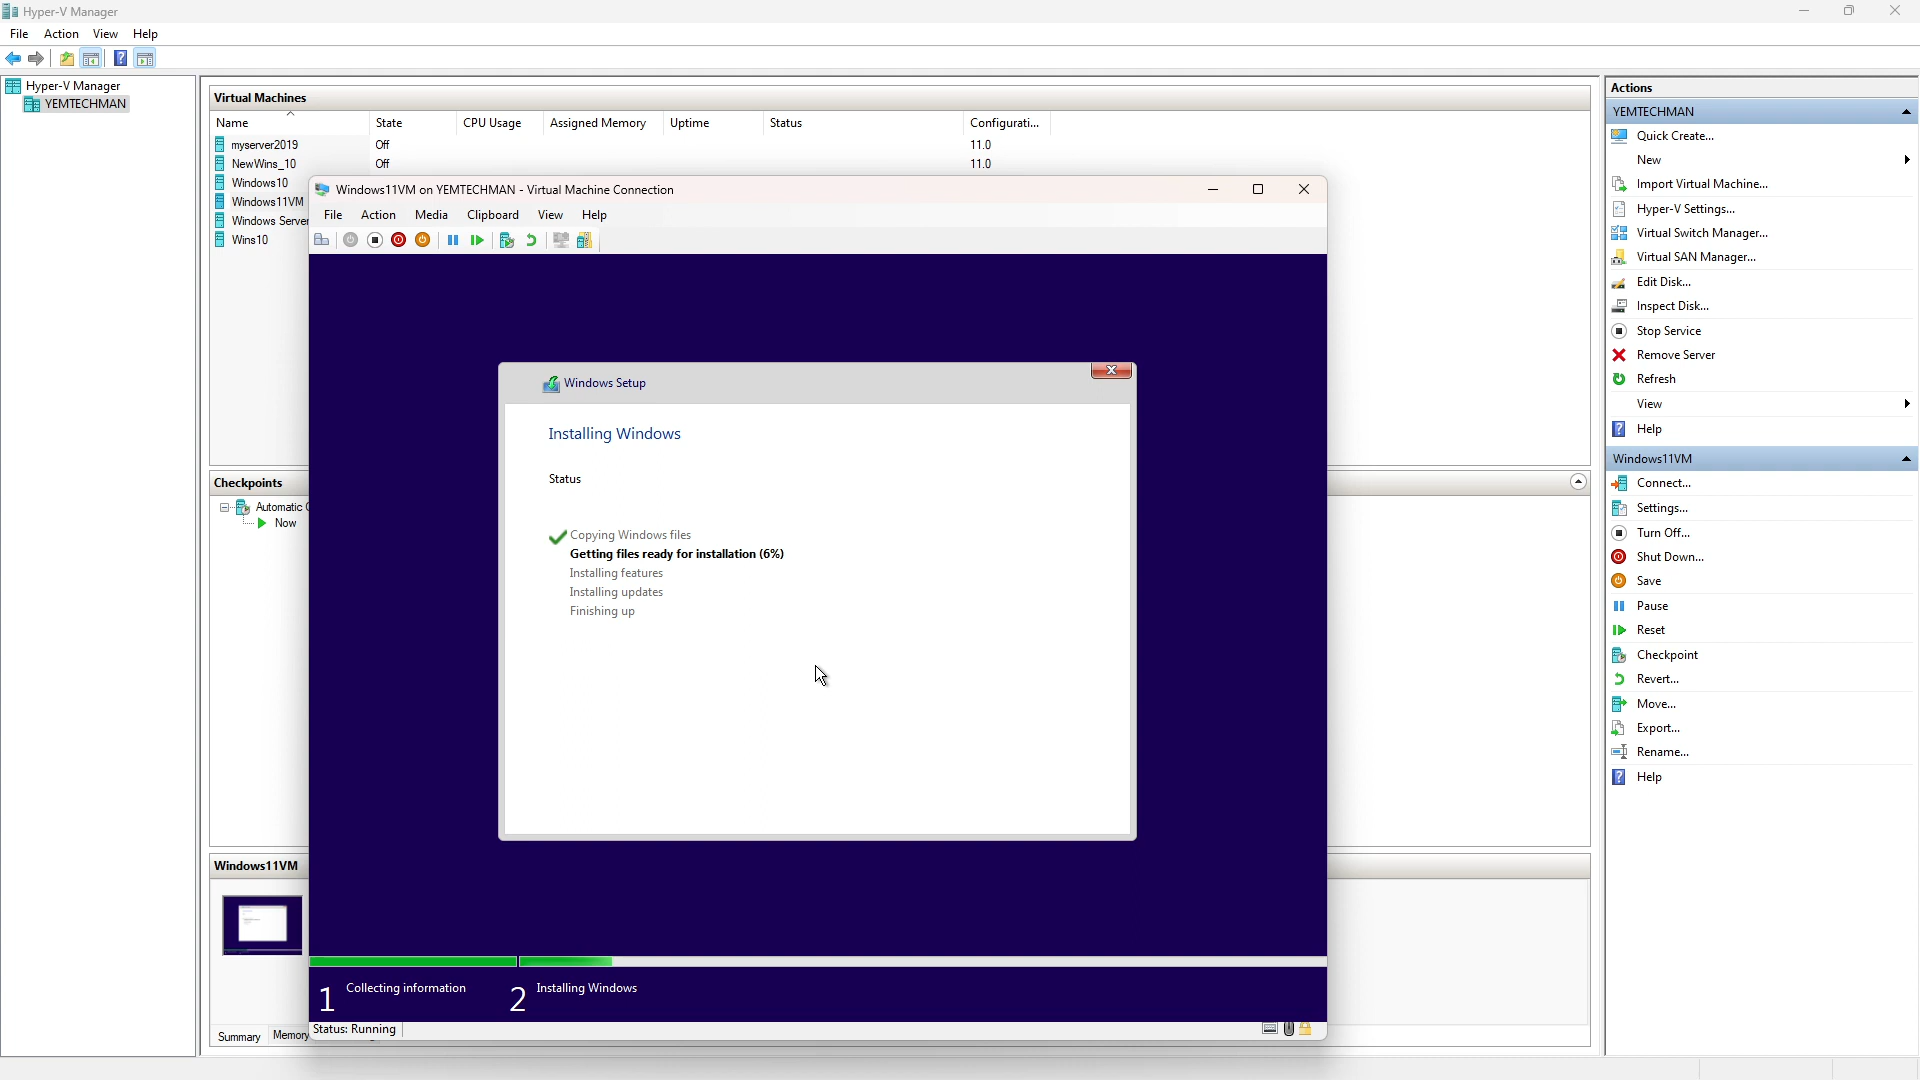 Hyper-V Manager
File Action View Help
Hyper-V Manager
YEMTECHMAN
Virtual Machines
Name State CPU Usage Assigned Memory Uptime Status Configurati...
myserver2019 Off 11.0
NewWins_10 Off 11.0
Windows10
Windows11VM
Windows Server
Wins10
Checkpoints
Automatic
Now
Windows11VM
Summary Memory
Windows11VM on YEMTECHMAN - Virtual Machine Connection
File Action Media Clipboard View Help
Windows Setup
Installing Windows
Status
Copying Windows files
Getting files ready for installation (6%)
Installing features
Installing updates
Finishing up
1 Collecting information 2 Installing Windows
Status: Running
Actions
YEMTECHMAN
Quick Create...
New
Import Virtual Machine...
Hyper-V Settings...
Virtual Switch Manager...
Virtual SAN Manager...
Edit Disk...
Inspect Disk...
Stop Service
Remove Server
Refresh
View
Help
Windows11VM
Connect...
Settings...
Turn Off...
Shut Down...
Save
Pause
Reset
Checkpoint
Revert...
Move...
Export...
Rename...
Help